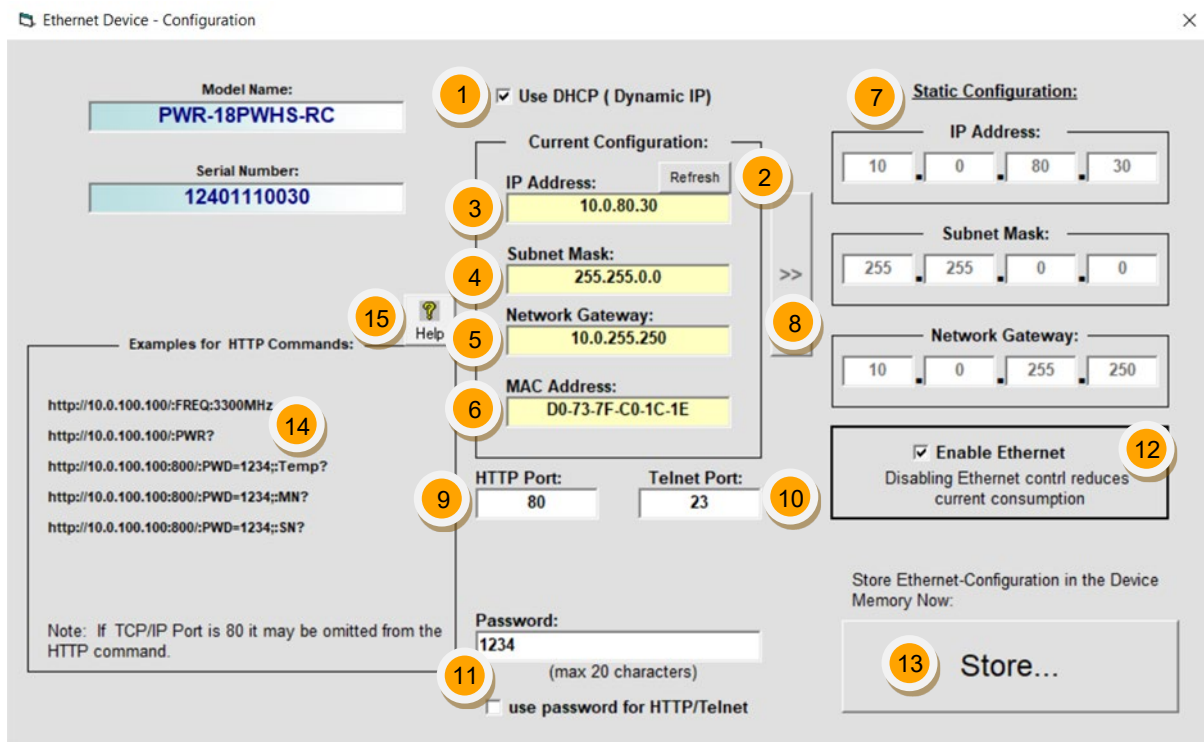 Ethernet Device - Configuration
Model Name:
PWR-18PWHS-RC
Serial Number:
12401110030
1
Use DHCP ( Dynamic IP)
Current Configuration:
Refresh
2
IP Address:
3
10.0.80.30
Subnet Mask:
4
255.255.0.0
Network Gateway:
5
10.0.255.250
MAC Address:
6
D0-73-7F-C0-1C-1E
>>
8
7
Static Configuration:
IP Address:
10 . 0 . 80 . 30
Subnet Mask:
255 . 255 . 0 . 0
Network Gateway:
10 . 0 . 255 . 250
12
Enable Ethernet
Disabling Ethernet contrl reduces
current consumption
15
?
Help
Examples for HTTP Commands:
http://10.0.100.100/:FREQ:3300MHz
14
http://10.0.100.100/:PWR?
http://10.0.100.100:800/:PWD=1234;:Temp?
http://10.0.100.100:800/:PWD=1234;:MN?
http://10.0.100.100:800/:PWD=1234;:SN?
Note: If TCP/IP Port is 80 it may be omitted from the
HTTP command.
HTTP Port:
9
80
Telnet Port:
23
10
Password:
1234
(max 20 characters)
11
use password for HTTP/Telnet
Store Ethernet-Configuration in the Device
Memory Now:
13
Store...